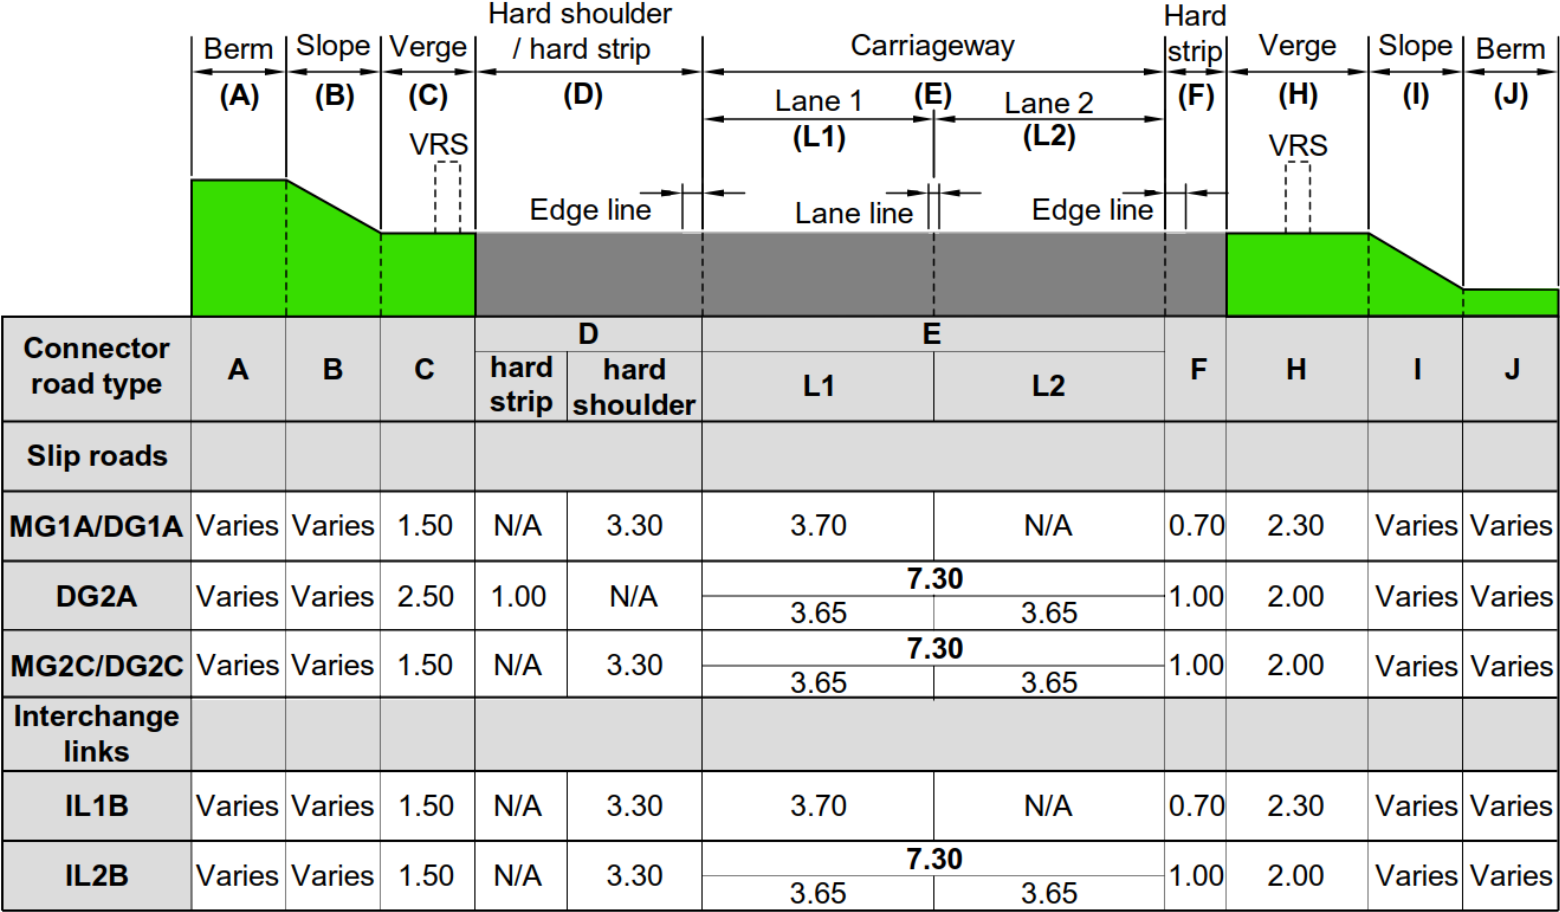 Hard shoulder
/ hard strip
Hard
strip
Berm
Slope
Verge
Carriageway
Verge
Slope
Berm
(A)
(B)
(C)
(D)
(E)
(F)
(H)
(I)
(J)
Lane 1
(L1)
Lane 2
(L2)
VRS
VRS
Edge line
Lane line
Edge line
Connector
road type
A
B
C
D
hard
strip
hard
shoulder
E
L1
L2
F
H
I
J
Slip roads
MG1A/DG1A Varies Varies 1.50 N/A 3.30 3.70 N/A 0.70 2.30 Varies Varies
DG2A Varies Varies 2.50 1.00 N/A 7.30 1.00 2.00 Varies Varies
3.65 3.65
MG2C/DG2C Varies Varies 1.50 N/A 3.30 7.30 1.00 2.00 Varies Varies
3.65 3.65
Interchange
links
IL1B Varies Varies 1.50 N/A 3.30 3.70 N/A 0.70 2.30 Varies Varies
IL2B Varies Varies 1.50 N/A 3.30 7.30 1.00 2.00 Varies Varies
3.65 3.65